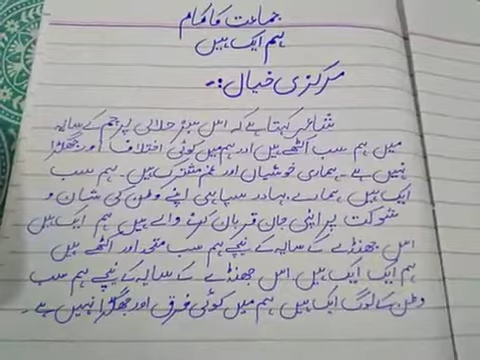 جماعت کا کام
ہم ایک ہیں
مرکزی خیال :۔
شاعر کہتا ہے کہ اس سبز ہلالی پرچم کے سایہ
میں ہم سب اکٹھے ہیں اور ہم میں کوئی اختلاف اور جھگڑا
نہیں ہے ۔ ہماری خوشیاں اور غم مشترک ہیں ۔ ہم سب
ایک ہیں ہمارے بہادر سپاہی اپنے وطن کی شان و
شوکت پر اپنی جان قربان کرنے والے ہیں ہم ایک ہیں
اس جھنڈے کے سایہ کے نیچے ہم سب متحد اور اکٹھے ہیں
ہم ایک ایک ہیں اس جھنڈے کے سایہ کے نیچے ہم سب
وطن کے لوگ ایک ہیں ہم میں کوئی فرق اور جھگڑا نہیں ہے ۔